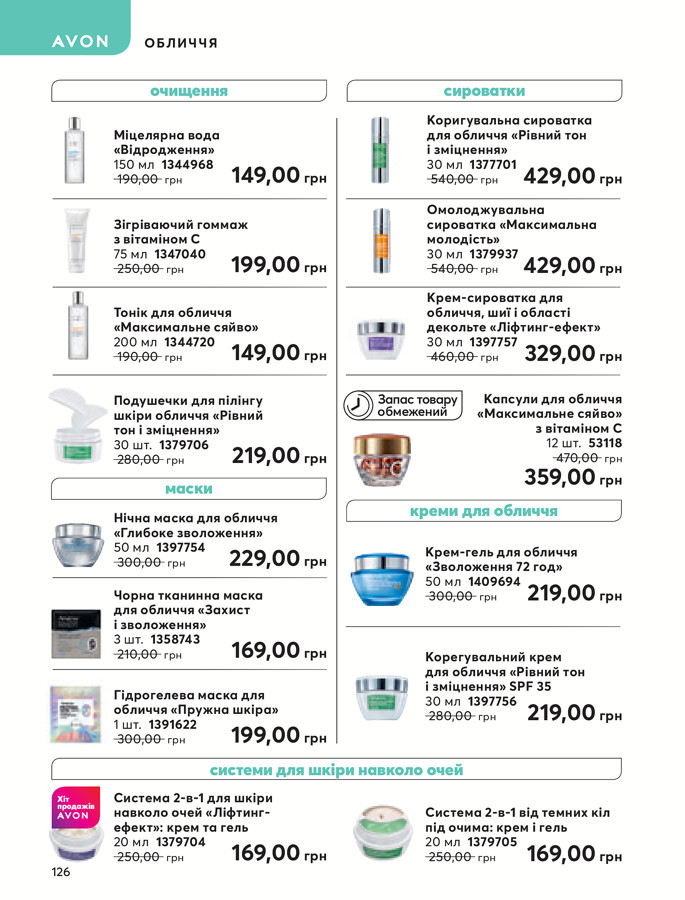 AVON
ОБЛИЧЧЯ
очищення
Міцелярна вода
«Відродження»
150 мл 1344968
190,00 грн
149,00 грн
Зігріваючий гоммаж
з вітаміном С
75 мл 1347040
250,00 грн
199,00 грн
Тонік для обличчя
«Максимальне сяйво»
200 мл 1344720
190,00 грн
149,00 грн
Подушечки для пілінгу
шкіри обличчя «Рівний
тон і зміцнення»
30 шт. 1379706
280,00 грн
219,00 грн
маски
Нічна маска для обличчя
«Глибоке зволоження»
50 мл 1397754
300,00 грн
229,00 грн
Чорна тканинна маска
для обличчя «Захист
і зволоження»
3 шт. 1358743
210,00 грн
169,00 грн
Гідрогелева маска для
обличчя «Пружна шкіра»
1 шт. 1391622
300,00 грн
199,00 грн
сироватки
Коригувальна сироватка
для обличчя «Рівний тон
і зміцнення»
30 мл 1377701
540,00 грн
429,00 грн
Омолоджувальна
сироватка «Максимальна
молодість»
30 мл 1379937
540,00 грн
429,00 грн
Крем-сироватка для
обличчя, шиї і області
декольте «Ліфтинг-ефект»
30 мл 1397757
460,00 грн
329,00 грн
Запас товару
обмежений
Капсули для обличчя
«Максимальне сяйво»
з вітаміном С
12 шт. 53118
470,00 грн
359,00 грн
креми для обличчя
Крем-гель для обличчя
«Зволоження 72 год»
50 мл 1409694
300,00 грн
219,00 грн
Корегувальний крем
для обличчя «Рівний тон
і зміцнення» SPF 35
30 мл 1397756
280,00 грн
219,00 грн
системи для шкіри навколо очей
Хіт
продажів
AVON
Система 2-в-1 для шкіри
навколо очей «Ліфтинг-
ефект»: крем та гель
20 мл 1379704
250,00 грн
169,00 грн
Система 2-в-1 від темних кіл
під очима: крем і гель
20 мл 1379705
250,00 грн
169,00 грн
126